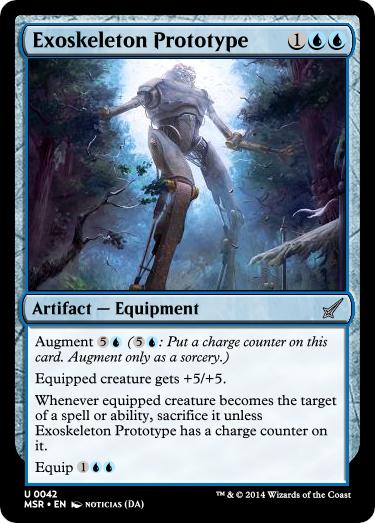 Exoskeleton Prototype 1
Artifact — Equipment
Augment 5 (5: Put a charge counter on this
card. Augment only as a sorcery.)
Equipped creature gets +5/+5.
Whenever equipped creature becomes the target
of a spell or ability, sacrifice it unless
Exoskeleton Prototype has a charge counter on
it.
Equip 1
U 0042
MSR • EN NOTICIAS (DA)
™ & © 2014 Wizards of the Coast